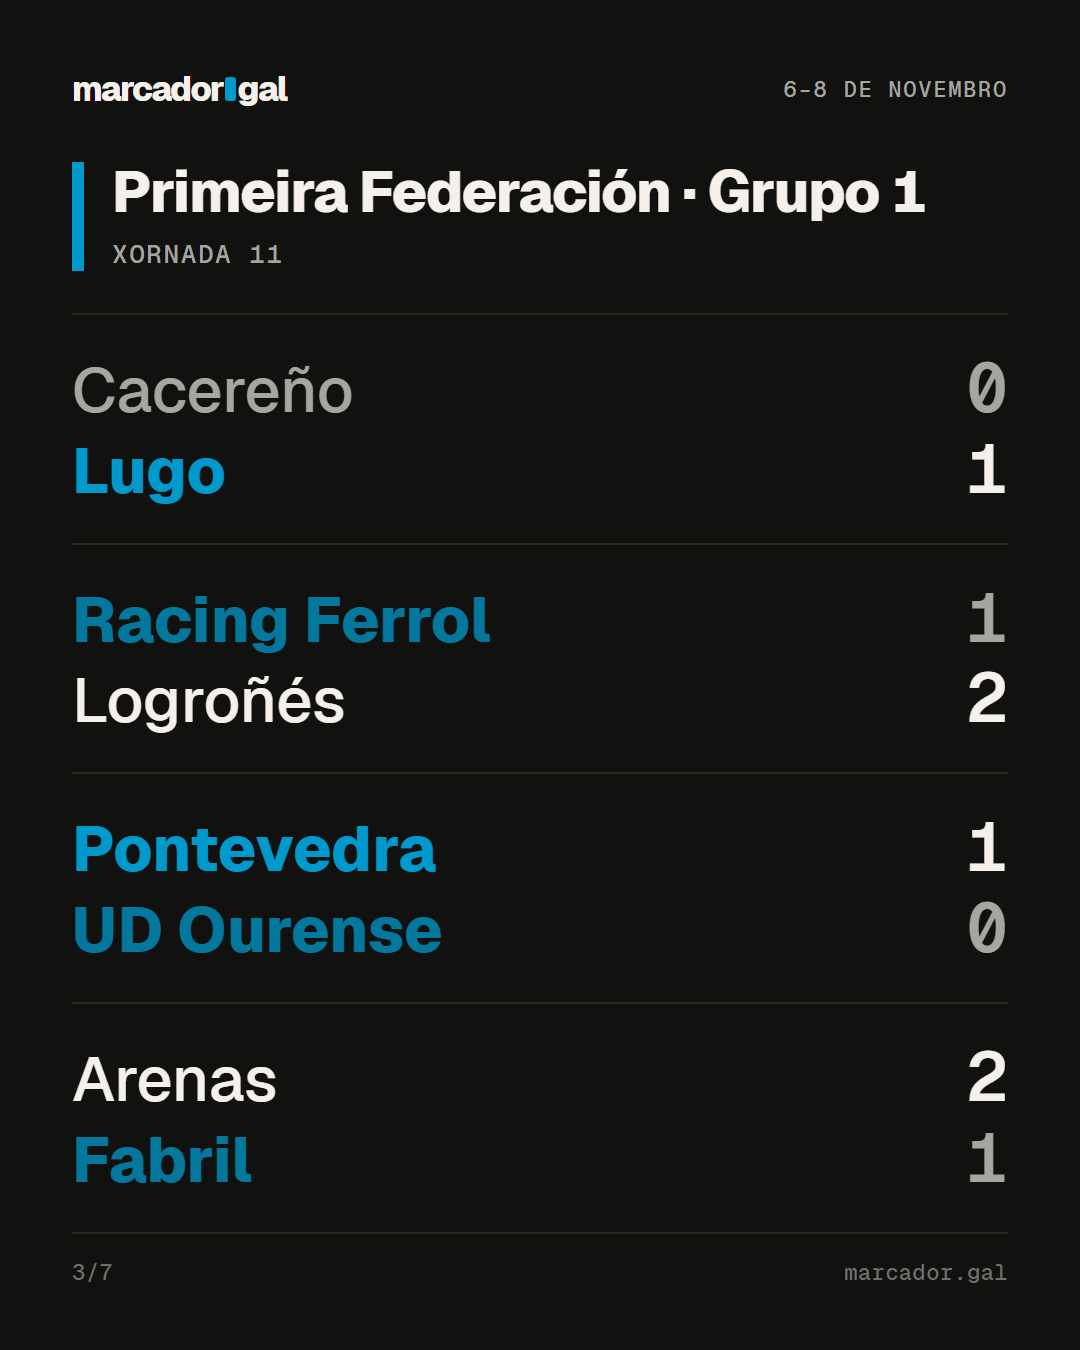 marcador gal
6-8 DE NOVEMBRO
Primeira Federación · Grupo 1
XORNADA 11
Cacereño 0
Lugo 1
Racing Ferrol 1
Logroñés 2
Pontevedra 1
UD Ourense 0
Arenas 2
Fabril 1
3/7
marcador.gal